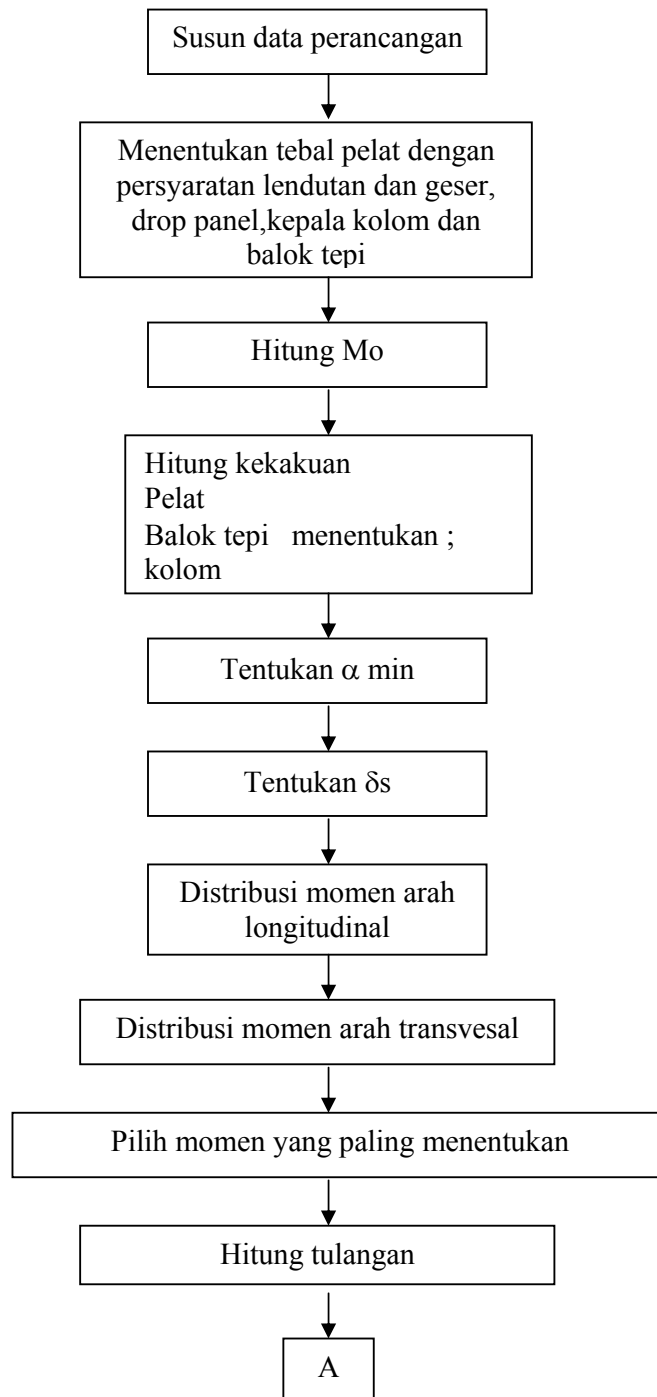 Susun data perancangan
Menentukan tebal pelat dengan
persyaratan lendutan dan geser,
drop panel,kepala kolom dan
balok tepi
Hitung Mo
Hitung kekakuan
Pelat
Balok tepi menentukan ;
kolom
Tentukan α min
Tentukan δs
Distribusi momen arah
longitudinal
Distribusi momen arah transvesal
Pilih momen yang paling menentukan
Hitung tulangan
A